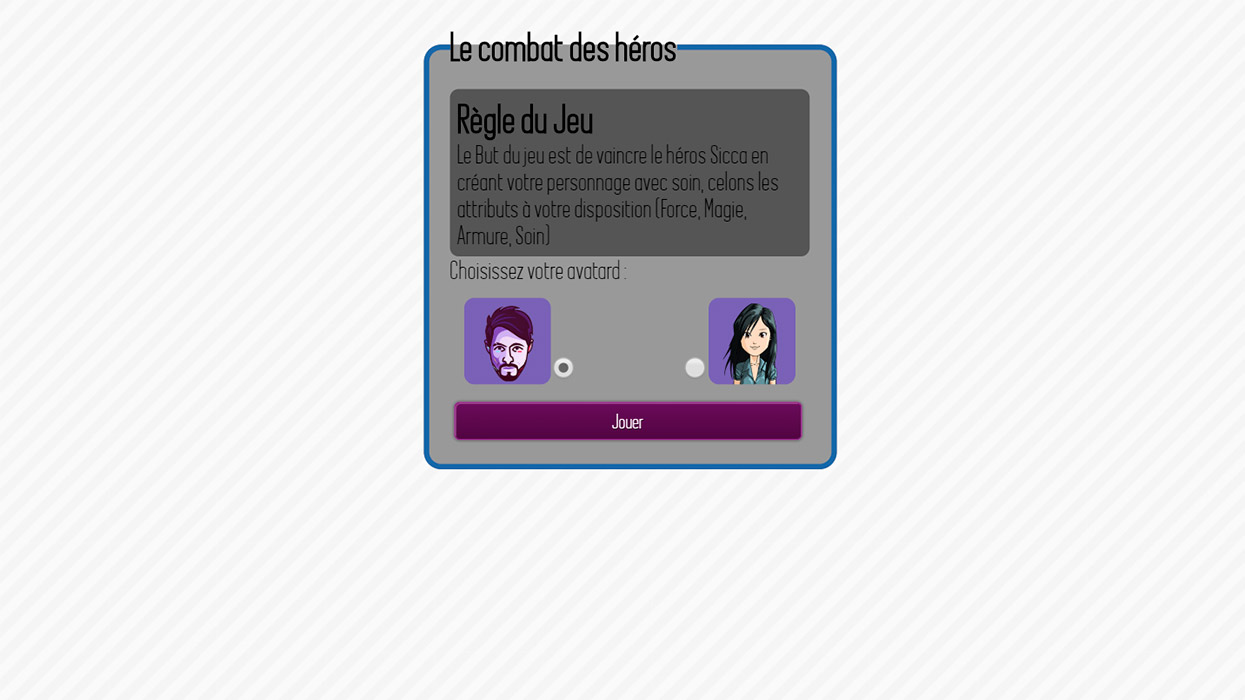 Le combat des héros
Règle du Jeu
Le But du jeu est de vaincre le héros Sicca en
créant votre personnage avec soin, celons les
attributs à votre disposition (Force, Magie,
Armure, Soin)
Choisissez votre avatard :
Jouer